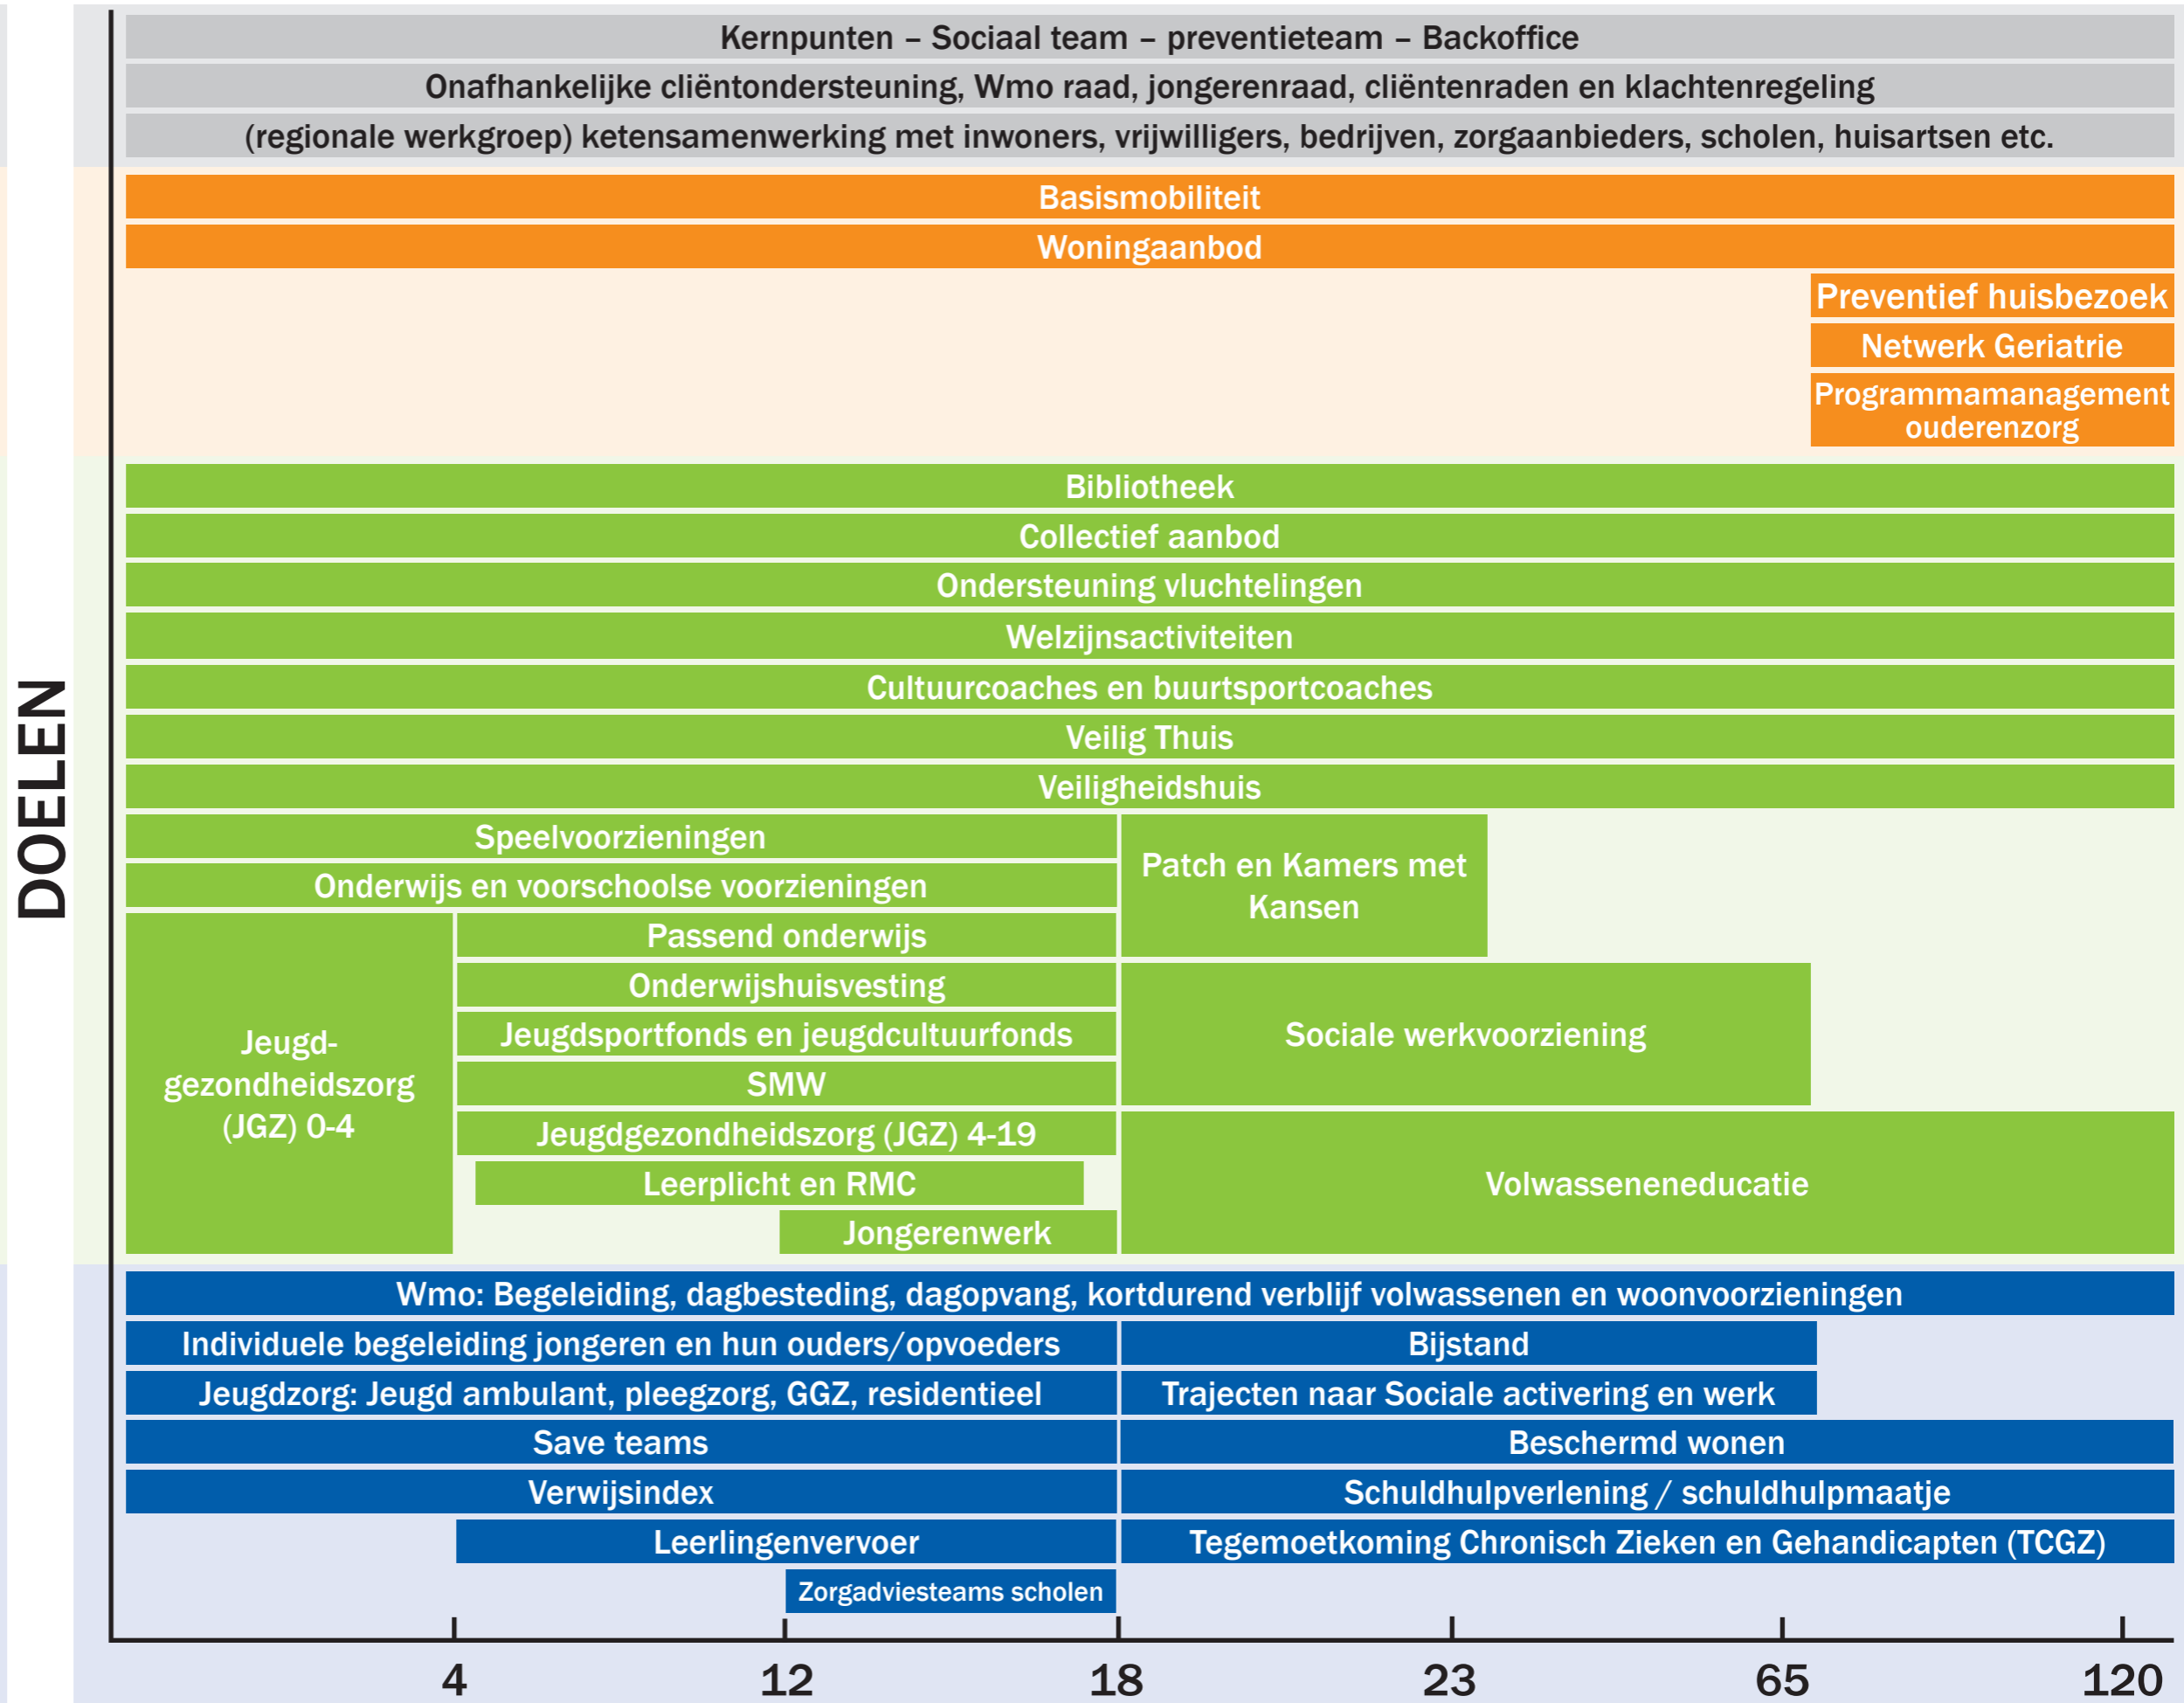 Kernpunten – Sociaal team – preventieteam – Backoffice
Onafhankelijke cliëntondersteuning, Wmo raad, jongerenraad, cliëntenraden en klachtenregeling
(regionale werkgroep) ketensamenwerking met inwoners, vrijwilligers, bedrijven, zorgaanbieders, scholen, huisartsen etc.
Basismobiliteit
Woningaanbod
Preventief huisbezoek
Netwerk Geriatrie
Programmamanagement
ouderenzorg
DOELEN
Bibliotheek
Collectief aanbod
Ondersteuning vluchtelingen
Welzijnsactiviteiten
Cultuurcoaches en buurtsportcoaches
Veilig Thuis
Veiligheidshuis
Speelvoorzieningen
Onderwijs en voorschoolse voorzieningen
Patch en Kamers met
Kansen
Jeugd-
gezondheidszorg
(JGZ) 0-4
Passend onderwijs
Onderwijshuisvesting
Jeugdsportfonds en jeugdcultuurfonds
SMW
Jeugdgezondheidszorg (JGZ) 4-19
Leerplicht en RMC
Jongerenwerk
Sociale werkvoorziening
Volwasseneneducatie
Wmo: Begeleiding, dagbesteding, dagopvang, kortdurend verblijf volwassenen en woonvoorzieningen
Individuele begeleiding jongeren en hun ouders/opvoeders
Bijstand
Jeugdzorg: Jeugd ambulant, pleegzorg, GGZ, residentieel
Trajecten naar Sociale activering en werk
Save teams
Beschermd wonen
Verwijsindex
Schuldhulpverlening / schuldhulpmaatje
Leerlingenvervoer
Tegemoetkoming Chronisch Zieken en Gehandicapten (TCGZ)
Zorgadviesteams scholen
4 12 18 23 65 120